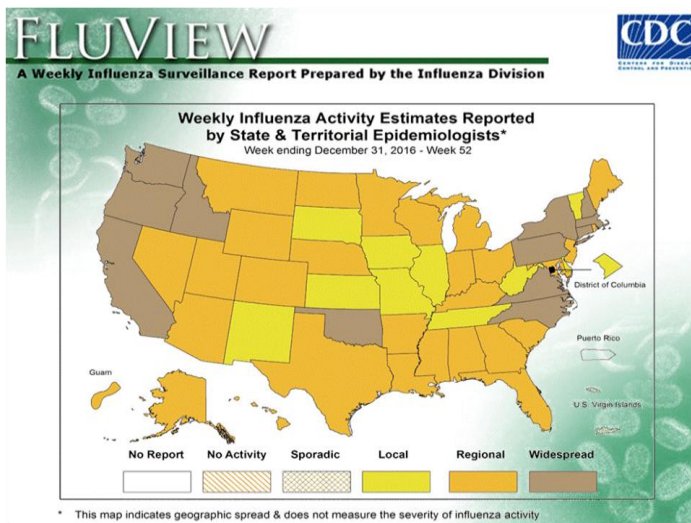 FLUVIEW
CDC
A Weekly Influenza Surveillance Report Prepared by the Influenza Division
Weekly Influenza Activity Estimates Reported
by State & Territorial Epidemiologists*
Week ending December 31, 2016 - Week 52
District of Columbia
Puerto Rico
Guam
U.S. Virgin Islands
No Report
No Activity
Sporadic
Local
Regional
Widespread
* This map indicates geographic spread & does not measure the severity of influenza activity